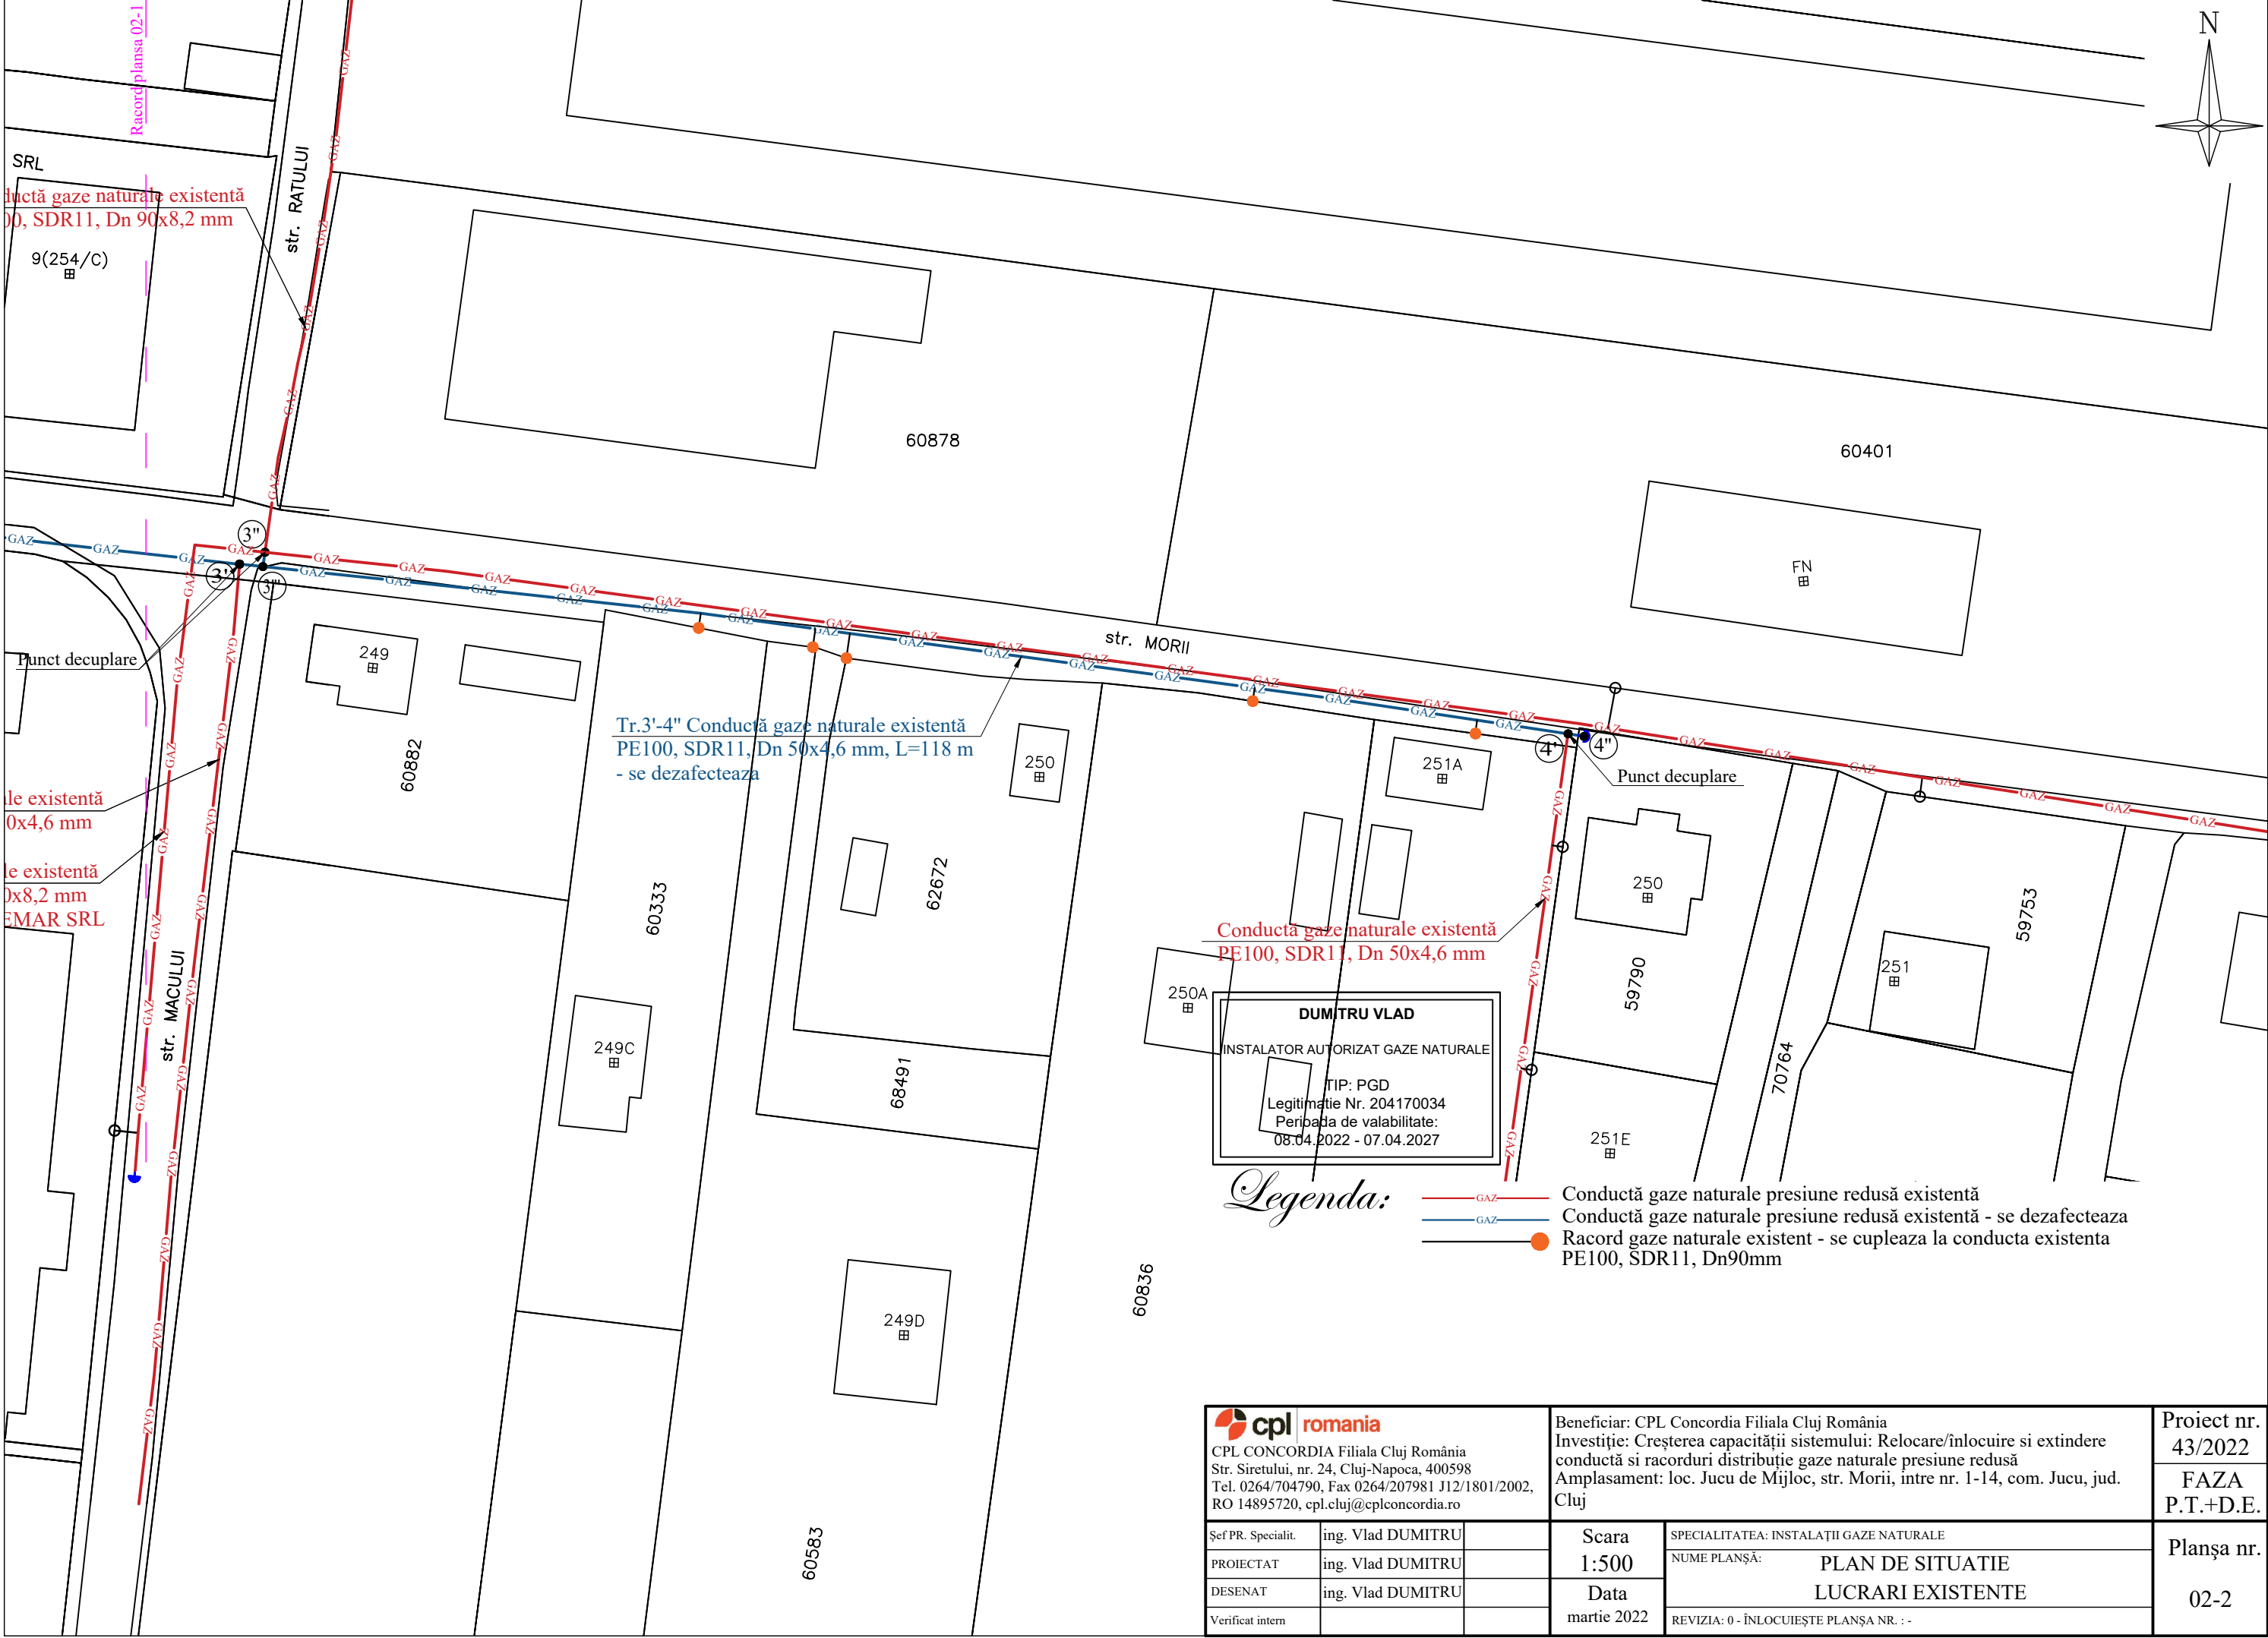 N
Racord plansa 02-1
SRL
ductă gaze naturale existentă
00, SDR11, Dn 90x8,2 mm
9(254/C)
str. RATULUI
60878
60401
FN
3"
3'
3'''
Punct decuplare
249
60882
str. MORII
Tr.3'-4" Conductă gaze naturale existentă
PE100, SDR11, Dn 50x4,6 mm, L=118 m
- se dezafecteaza
250
251A
4'
4"
Punct decuplare
le existentă
0x4,6 mm
le existentă
0x8,2 mm
EMAR SRL
str. MACULUI
60333
62672
250
59790
59753
251
70764
Conductă gaze naturale existentă
PE100, SDR11, Dn 50x4,6 mm
250A
249C
68491
251E
249D
60836
60583
GAZ
DUMITRU VLAD
INSTALATOR AUTORIZAT GAZE NATURALE
TIP: PGD
Legitimatie Nr. 204170034
Perioada de valabilitate:
08.04.2022 - 07.04.2027
Legenda:
GAZ Conductă gaze naturale presiune redusă existentă
GAZ Conductă gaze naturale presiune redusă existentă - se dezafecteaza
Racord gaze naturale existent - se cupleaza la conducta existenta
PE100, SDR11, Dn90mm
cpl romania
CPL CONCORDIA Filiala Cluj România
Str. Siretului, nr. 24, Cluj-Napoca, 400598
Tel. 0264/704790, Fax 0264/207981 J12/1801/2002,
RO 14895720, cpl.cluj@cplconcordia.ro
Beneficiar: CPL Concordia Filiala Cluj România
Investiţie: Creșterea capacității sistemului: Relocare/înlocuire si extindere
conductă si racorduri distribuție gaze naturale presiune redusă
Amplasament: loc. Jucu de Mijloc, str. Morii, intre nr. 1-14, com. Jucu, jud.
Cluj
Proiect nr.
43/2022
FAZA
P.T.+D.E.
Şef PR. Specialit. ing. Vlad DUMITRU
PROIECTAT ing. Vlad DUMITRU
DESENAT ing. Vlad DUMITRU
Verificat intern
Scara
1:500
Data
martie 2022
SPECIALITATEA: INSTALAŢII GAZE NATURALE
NUME PLANŞĂ: PLAN DE SITUATIE
LUCRARI EXISTENTE
REVIZIA: 0 - ÎNLOCUIEŞTE PLANŞA NR. : -
Planşa nr.
02-2